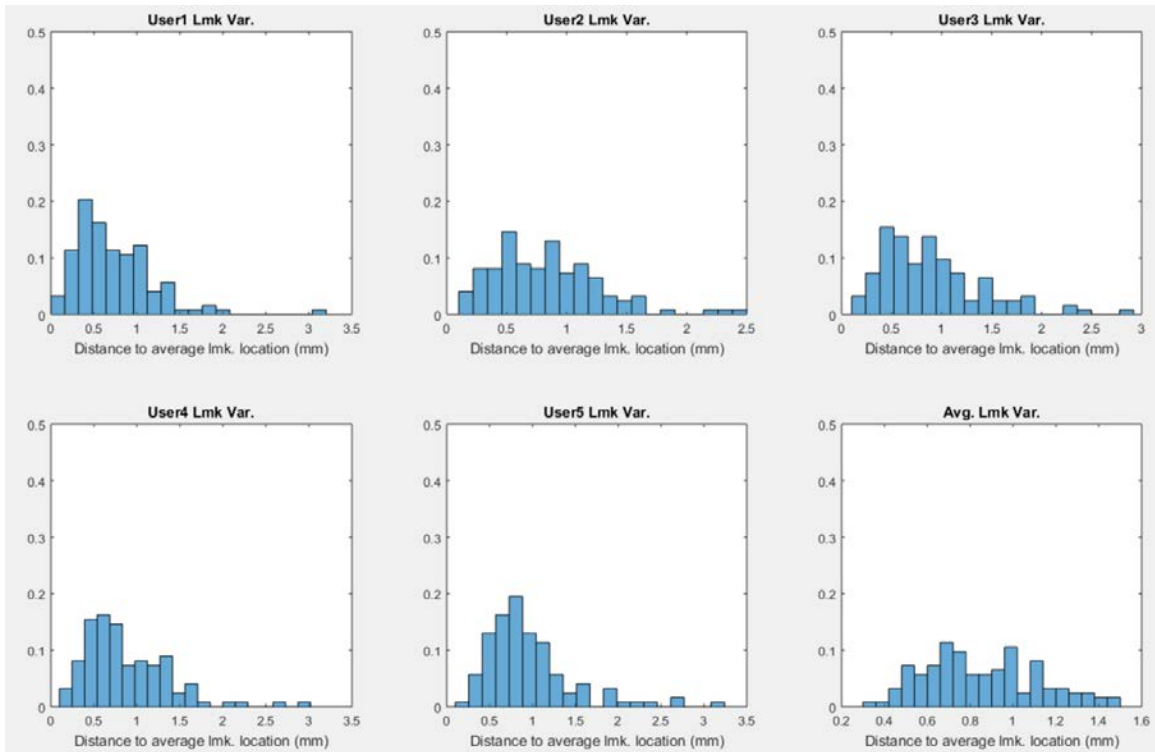 User1 Lmk Var.
0.5
0.4
0.3
0.2
0.1
0
0 0.5 1 1.5 2 2.5 3 3.5
Distance to average lmk. location (mm)
User2 Lmk Var.
0.5
0.4
0.3
0.2
0.1
0
0 0.5 1 1.5 2 2.5
Distance to average lmk. location (mm)
User3 Lmk Var.
0.5
0.4
0.3
0.2
0.1
0
0 0.5 1 1.5 2 2.5 3
Distance to average lmk. location (mm)
User4 Lmk Var.
0.5
0.4
0.3
0.2
0.1
0
0 0.5 1 1.5 2 2.5 3 3.5
Distance to average lmk. location (mm)
User5 Lmk Var.
0.5
0.4
0.3
0.2
0.1
0
0 0.5 1 1.5 2 2.5 3 3.5
Distance to average lmk. location (mm)
Avg. Lmk Var.
0.5
0.4
0.3
0.2
0.1
0
0.2 0.4 0.6 0.8 1 1.2 1.4 1.6
Distance to average lmk. location (mm)